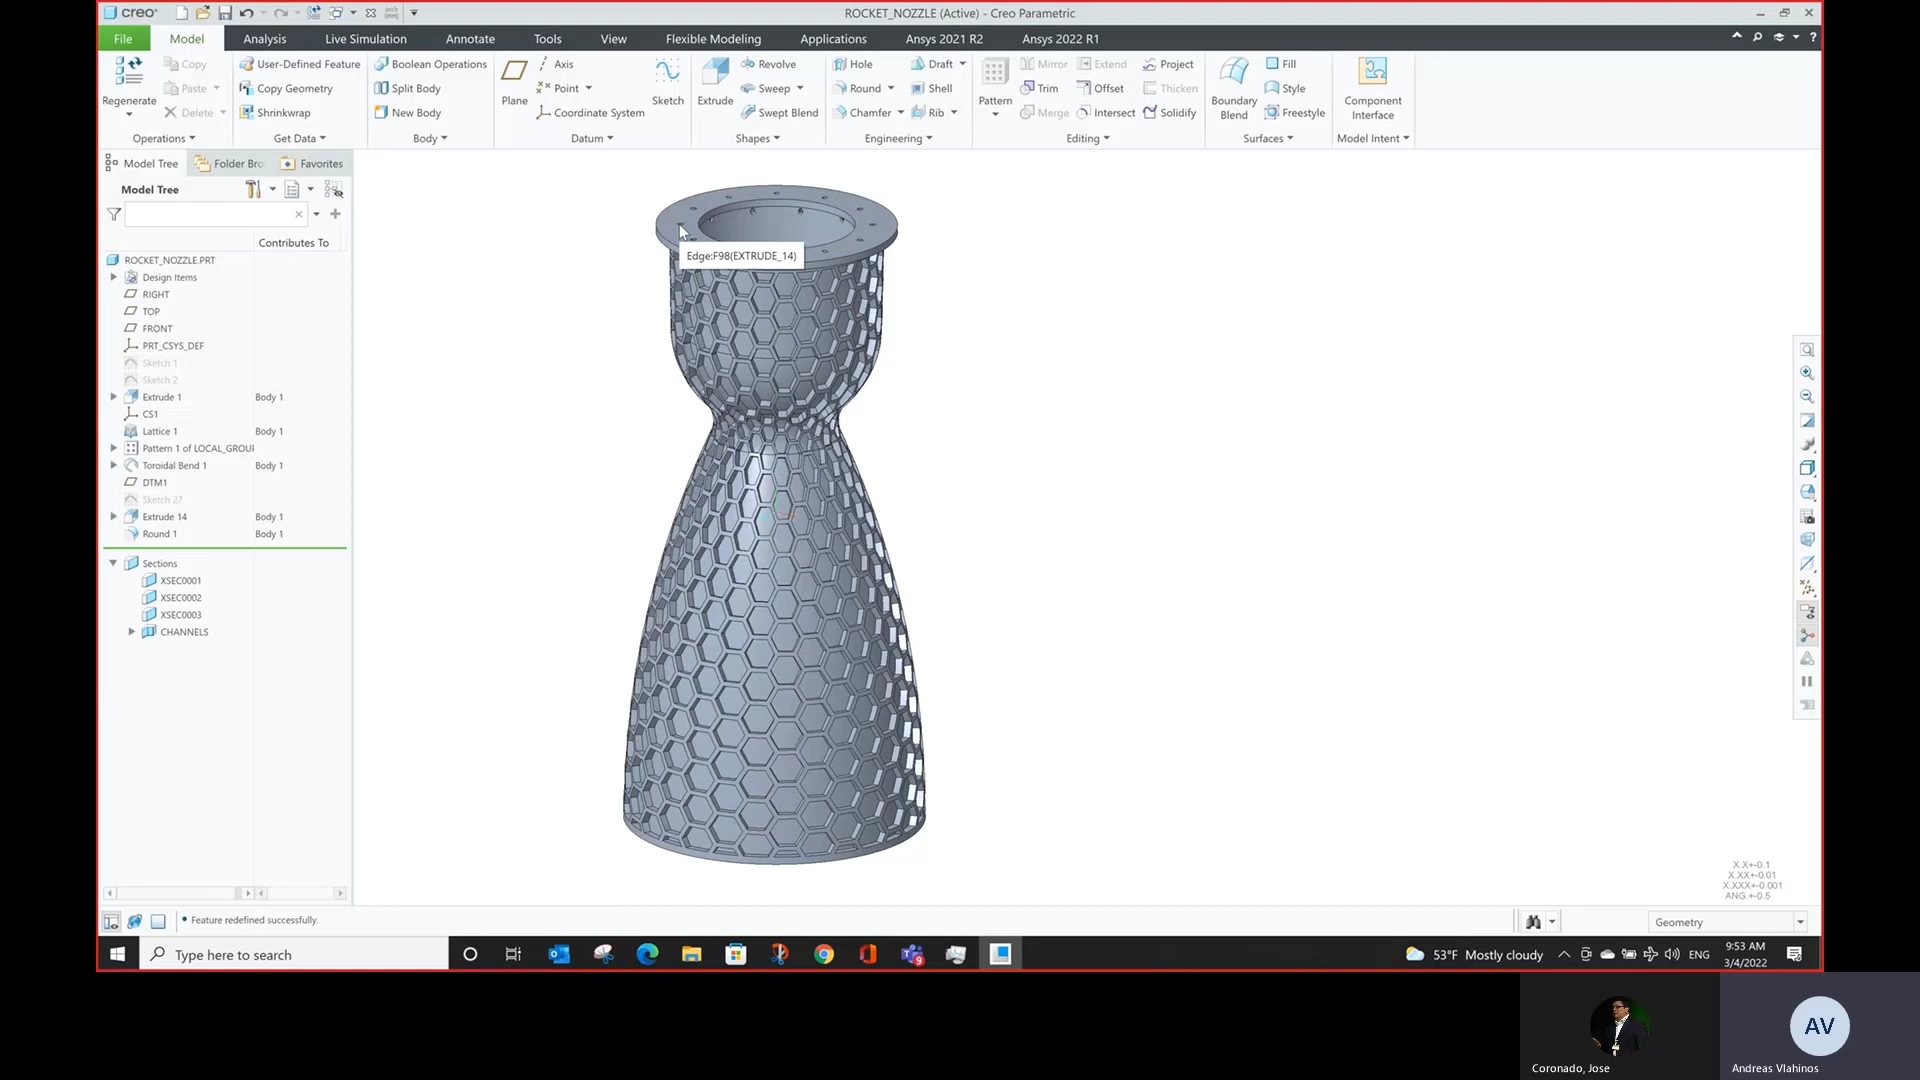 creo
ROCKET_NOZZLE (Active) - Creo Parametric
File Model Analysis Live Simulation Annotate Tools View Flexible Modeling Applications Ansys 2021 R2 Ansys 2022 R1
Regenerate
Copy
Paste
Delete
Operations
User-Defined Feature
Copy Geometry
Shrinkwrap
Get Data
Boolean Operations
Split Body
New Body
Body
Plane
Axis
Point
Coordinate System
Sketch
Datum
Extrude
Revolve
Sweep
Swept Blend
Shapes
Hole
Round
Chamfer
Draft
Shell
Rib
Engineering
Pattern
Mirror
Trim
Merge
Extend
Offset
Intersect
Project
Thicken
Solidify
Editing
Boundary
Blend
Fill
Style
Freestyle
Surfaces
Component
Interface
Model Intent
Model Tree Folder Bro Favorites
Model Tree
Contributes To
ROCKET_NOZZLE.PRT
Design Items
RIGHT
TOP
FRONT
PRT_CSYS_DEF
Sketch 1
Sketch 2
Extrude 1 Body 1
CS1
Lattice 1 Body 1
Pattern 1 of LOCAL_GROUP
Toroidal Bend 1 Body 1
DTM1
Sketch 27
Extrude 14 Body 1
Round 1 Body 1
Sections
XSEC0001
XSEC0002
XSEC0003
CHANNELS
Edge:F98(EXTRUDE_14)
X.X+-0.1
X.XX+-0.01
X.XXX+-0.001
ANG.+-0.5
Feature redefined successfully.
Geometry
Type here to search
9
53°F Mostly cloudy
ENG
9:53 AM
3/4/2022
AV
Coronado, Jose
Andreas Vlahinos